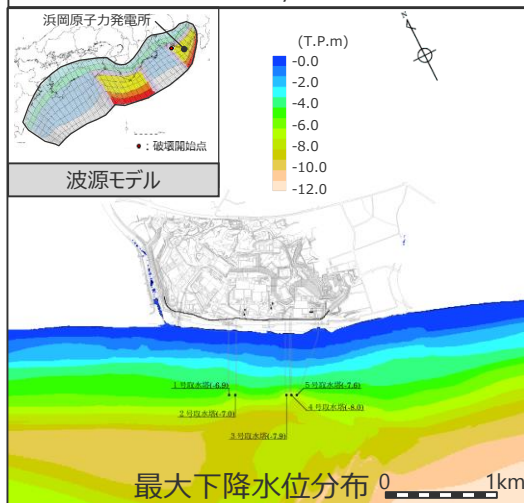 浜岡原子力発電所
●：破壊開始点
波源モデル
N
(T.P.m)
-0.0
-2.0
-4.0
-6.0
-8.0
-10.0
-12.0
1号取水塔(-6.9)
5号取水塔(-7.6)
2号取水塔(-7.0)
4号取水塔(-8.0)
3号取水塔(-7.9)
最大下降水位分布
0 1km